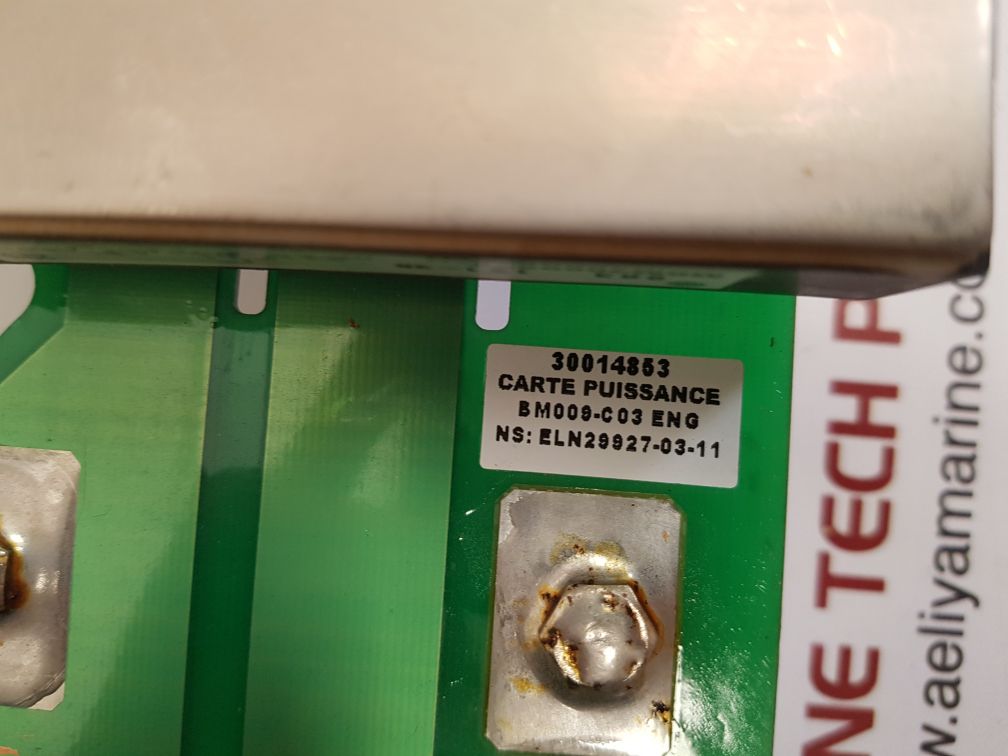 30014853
CARTE PUISSANCE
BM009-C03 ENG
NS: ELN29927-03-11
NE TECH P
w.aeliyamarine.co